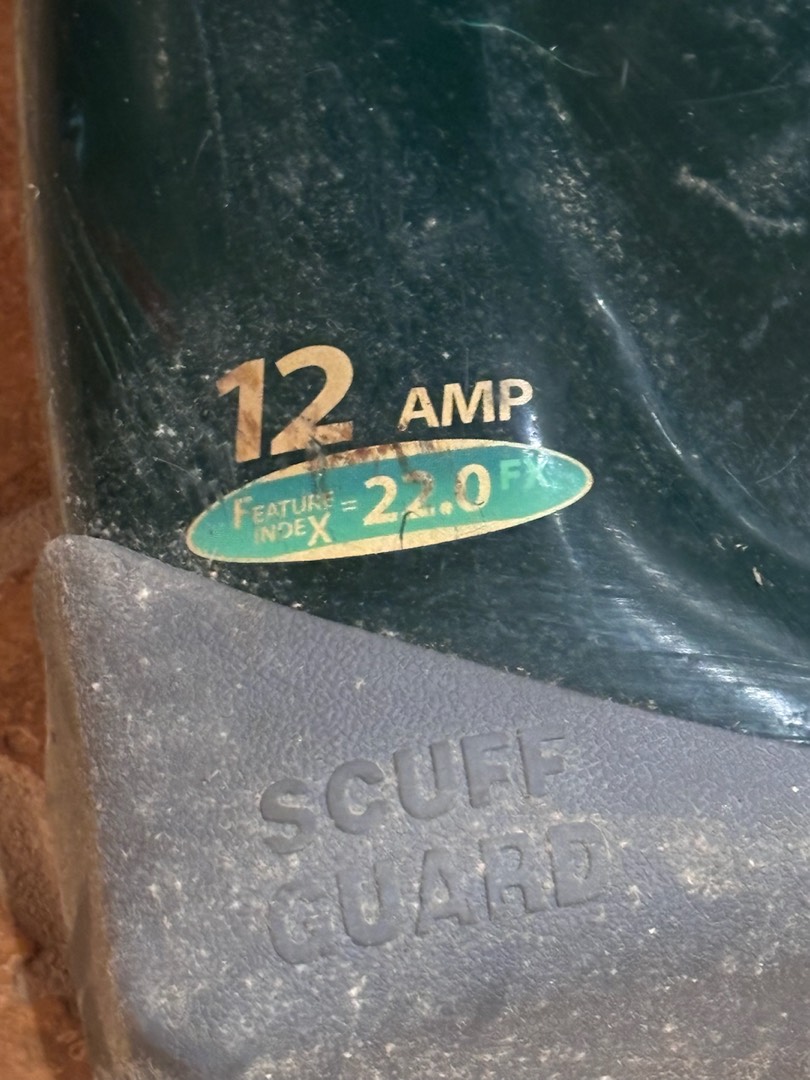 12 AMP
FEATURE
INDEX = 22.0 FX
SCUFF
GUARD